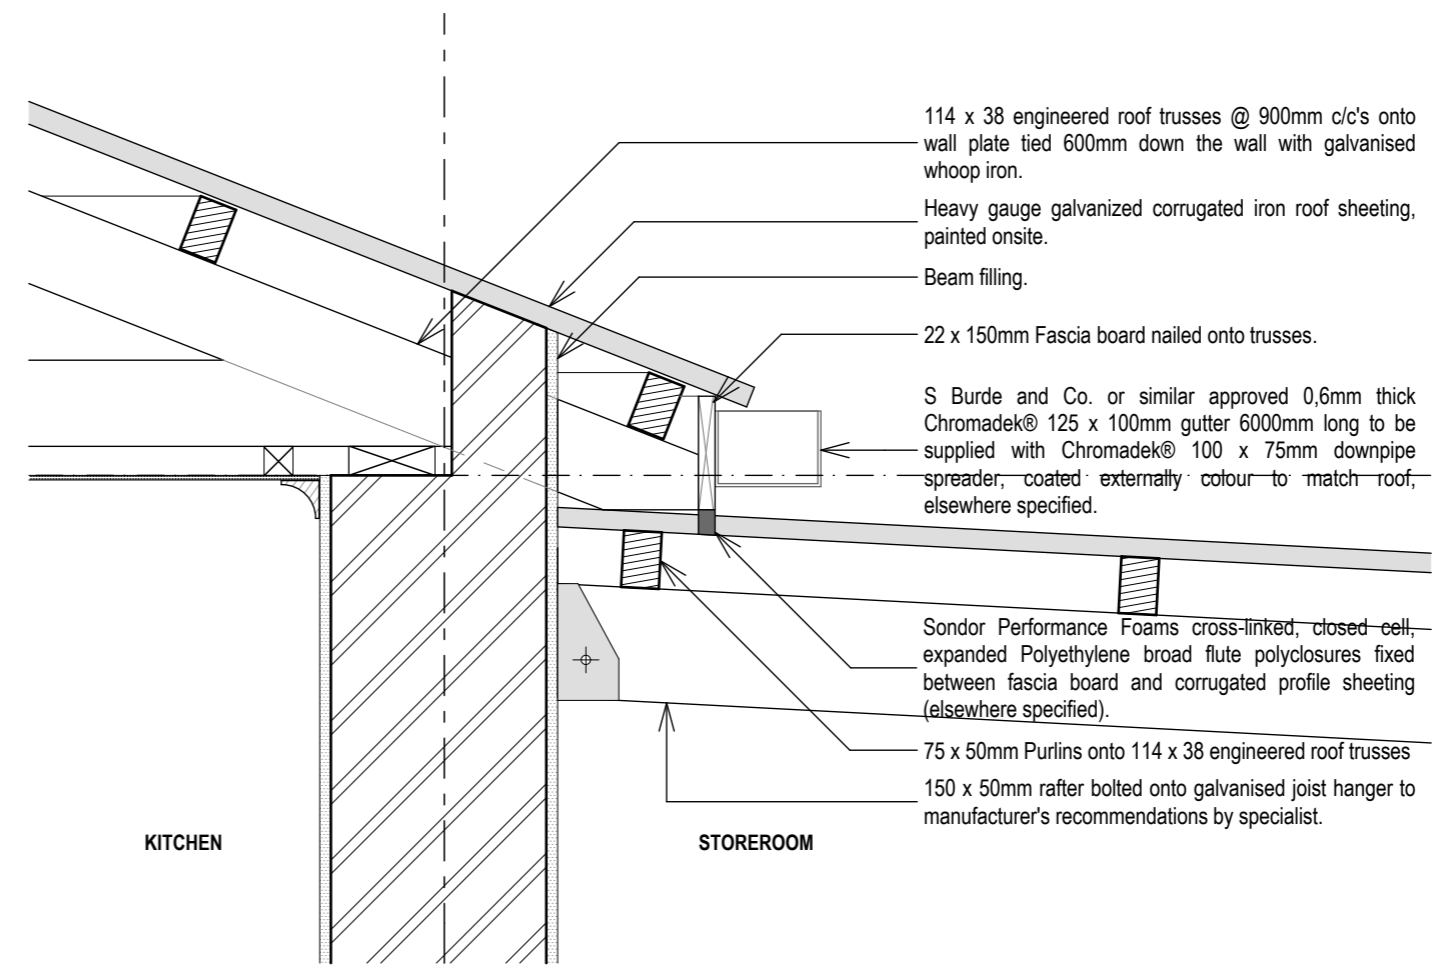 114 x 38 engineered roof trusses @ 900mm c/c's onto
wall plate tied 600mm down the wall with galvanised
whoop iron.
Heavy gauge galvanized corrugated iron roof sheeting,
painted onsite.
Beam filling.
22 x 150mm Fascia board nailed onto trusses.
S Burde and Co. or similar approved 0,6mm thick
Chromadek® 125 x 100mm gutter 6000mm long to be
supplied with Chromadek® 100 x 75mm downpipe
spreader, coated externally colour to match roof,
elsewhere specified.
Sondor Performance Foams cross-linked, closed cell,
expanded Polyethylene broad flute polyclosures fixed
between fascia board and corrugated profile sheeting
(elsewhere specified).
75 x 50mm Purlins onto 114 x 38 engineered roof trusses
150 x 50mm rafter bolted onto galvanised joist hanger to
manufacturer's recommendations by specialist.
KITCHEN
STOREROOM